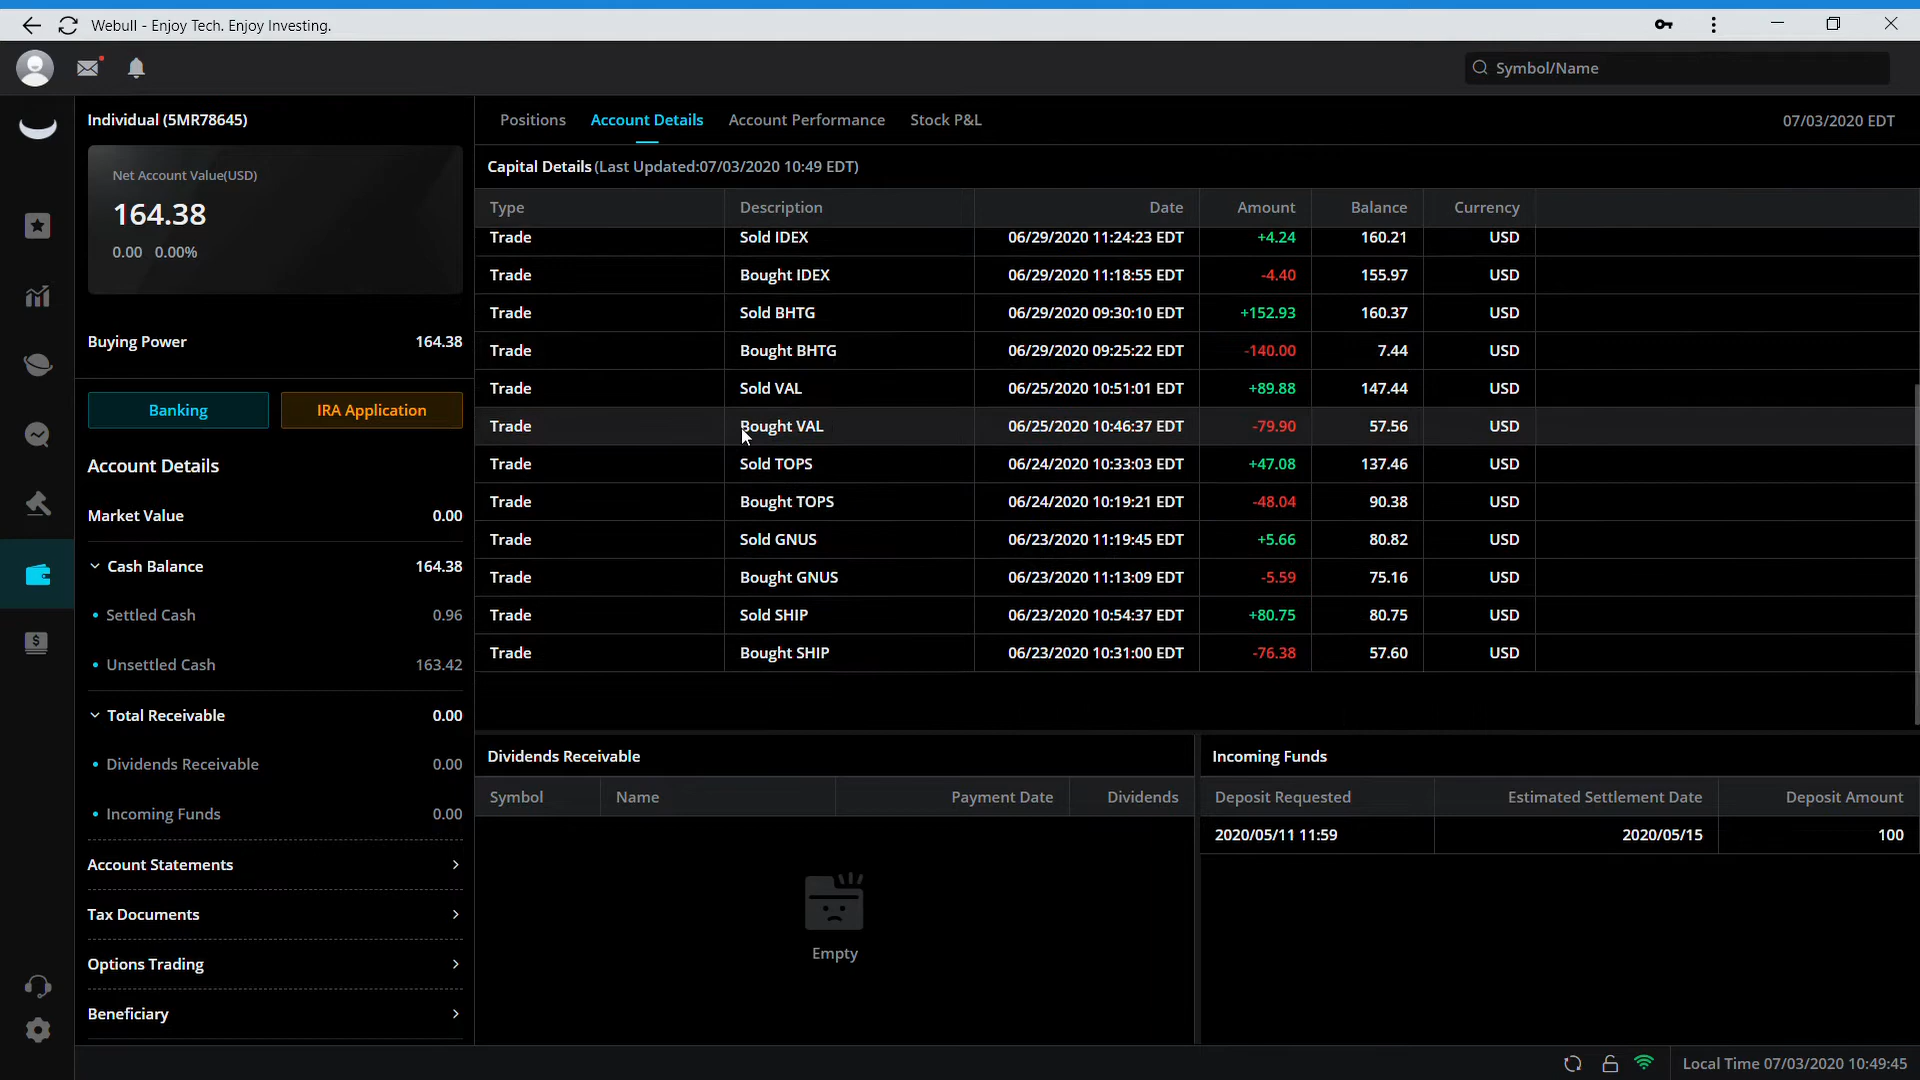 Webull - Enjoy Tech. Enjoy Investing.
Symbol/Name
Individual (5MR78645)
Net Account Value(USD)
164.38
0.00 0.00%
Buying Power 164.38
Banking IRA Application
Account Details
Market Value 0.00
Cash Balance 164.38
Settled Cash 0.96
Unsettled Cash 163.42
Total Receivable 0.00
Dividends Receivable 0.00
Incoming Funds 0.00
Account Statements
Tax Documents
Options Trading
Beneficiary
Positions Account Details Account Performance Stock P&L 07/03/2020 EDT
Capital Details (Last Updated:07/03/2020 10:49 EDT)
Type Description Date Amount Balance Currency
Trade Sold IDEX 06/29/2020 11:24:23 EDT +4.24 160.21 USD
Trade Bought IDEX 06/29/2020 11:18:55 EDT -4.40 155.97 USD
Trade Sold BHTG 06/29/2020 09:30:10 EDT +152.93 160.37 USD
Trade Bought BHTG 06/29/2020 09:25:22 EDT -140.00 7.44 USD
Trade Sold VAL 06/25/2020 10:51:01 EDT +89.88 147.44 USD
Trade Bought VAL 06/25/2020 10:46:37 EDT -79.90 57.56 USD
Trade Sold TOPS 06/24/2020 10:33:03 EDT +47.08 137.46 USD
Trade Bought TOPS 06/24/2020 10:19:21 EDT -48.04 90.38 USD
Trade Sold GNUS 06/23/2020 11:19:45 EDT +5.66 80.82 USD
Trade Bought GNUS 06/23/2020 11:13:09 EDT -5.59 75.16 USD
Trade Sold SHIP 06/23/2020 10:54:37 EDT +80.75 80.75 USD
Trade Bought SHIP 06/23/2020 10:31:00 EDT -76.38 57.60 USD
Dividends Receivable
Symbol Name Payment Date Dividends
Empty
Incoming Funds
Deposit Requested Estimated Settlement Date Deposit Amount
2020/05/11 11:59 2020/05/15 100
Local Time 07/03/2020 10:49:45